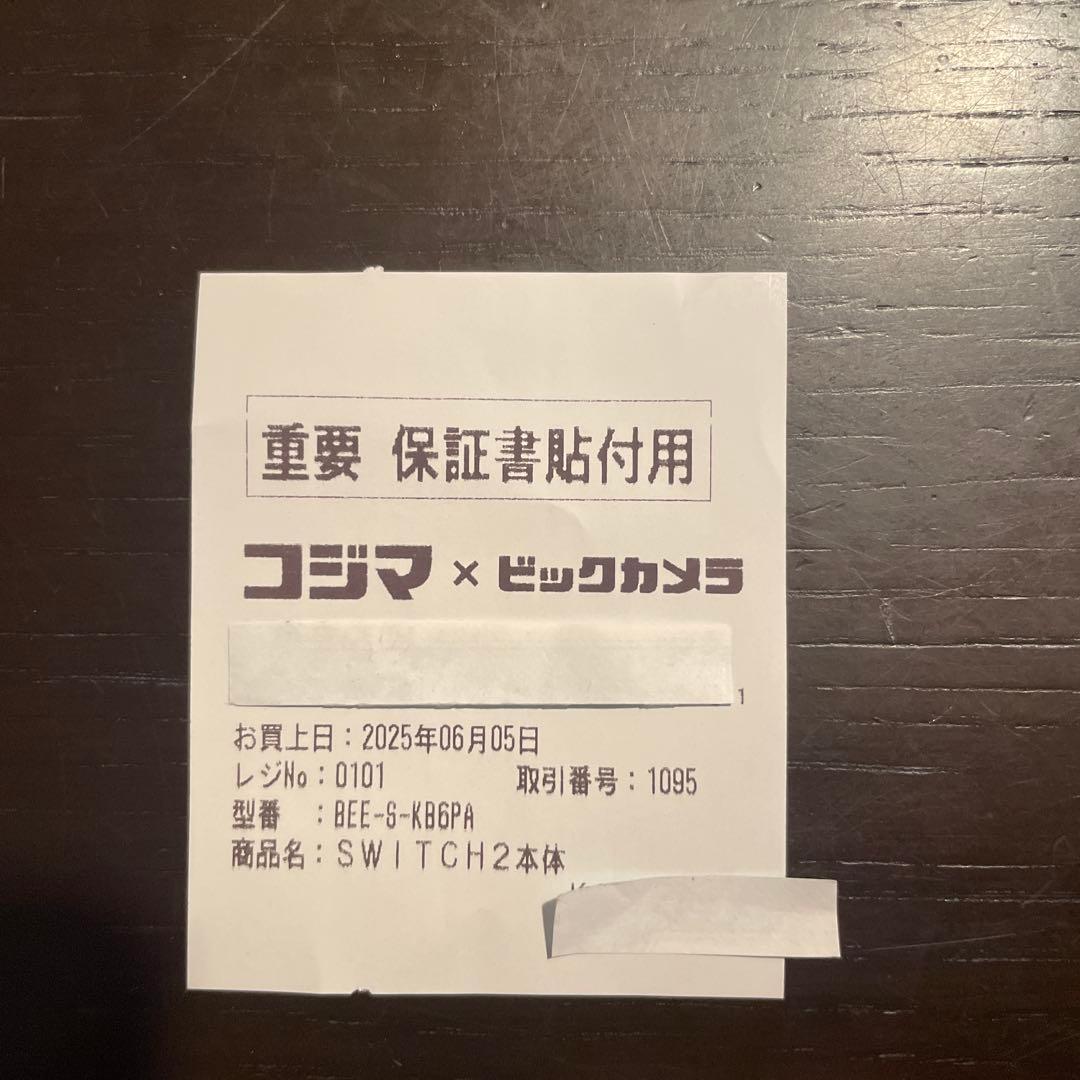 重要 保証書貼付用
コジマ × ビックカメラ
1
お買上日：2025年06月05日
レジNo：0101 取引番号：1095
型番 ：BEE-S-KB6PA
商品名：ＳＷＩＴＣＨ２本体